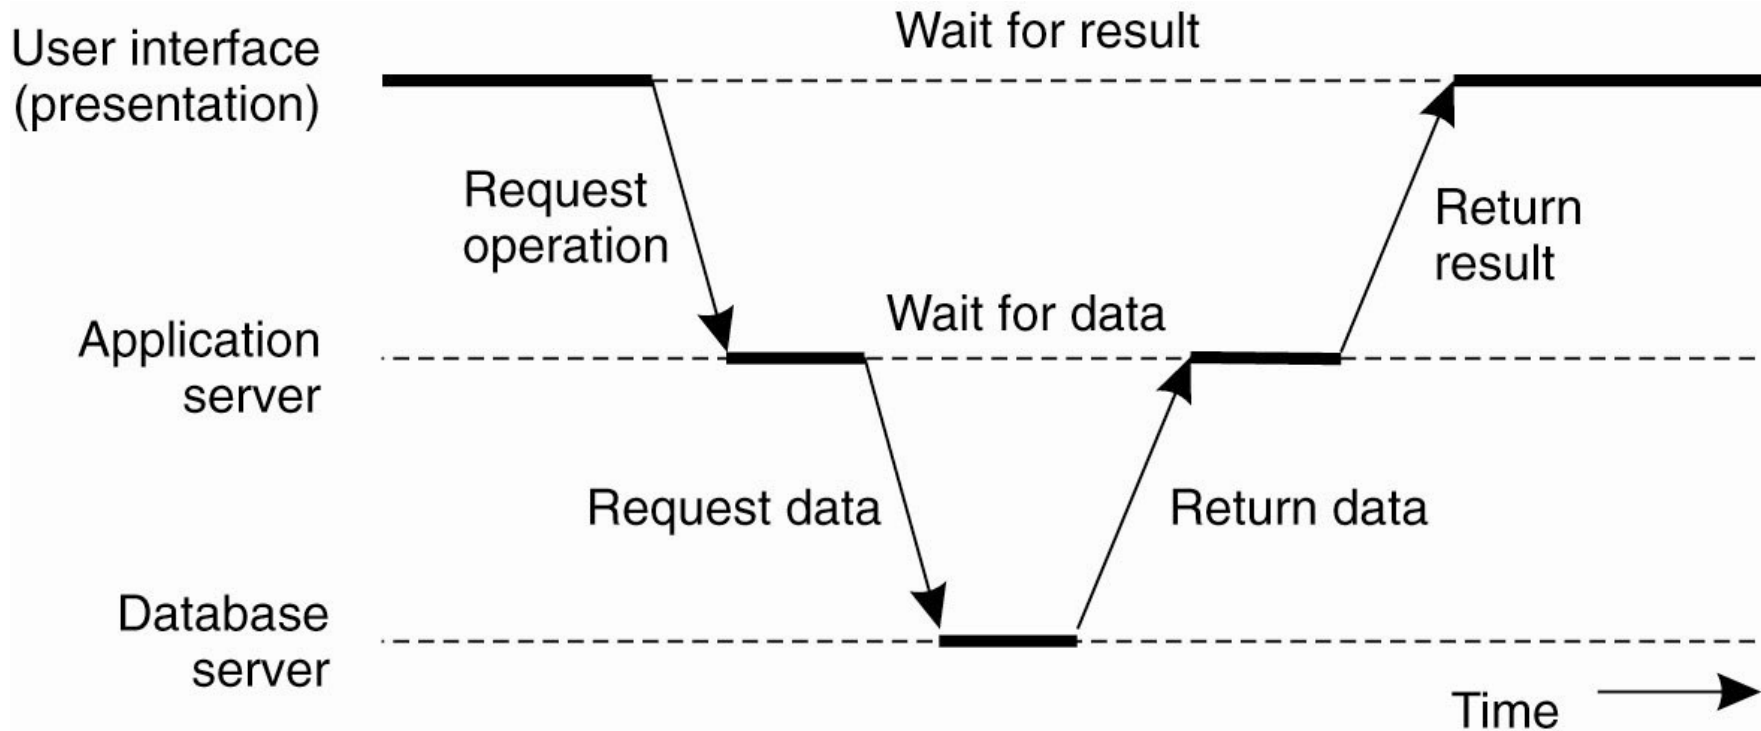 User interface
(presentation)
Wait for result
Request
operation
Return
result
Application
server
Wait for data
Request data
Return data
Database
server
Time